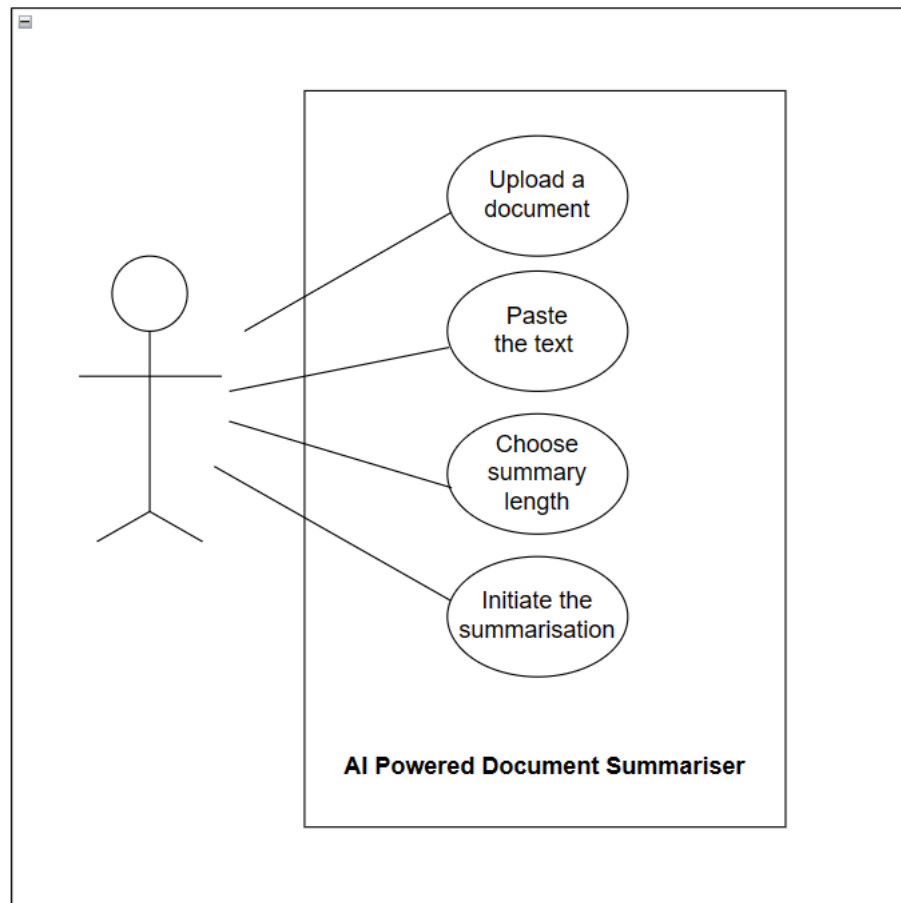 Upload a
document
Paste
the text
Choose
summary
length
Initiate the
summarisation
AI Powered Document Summariser